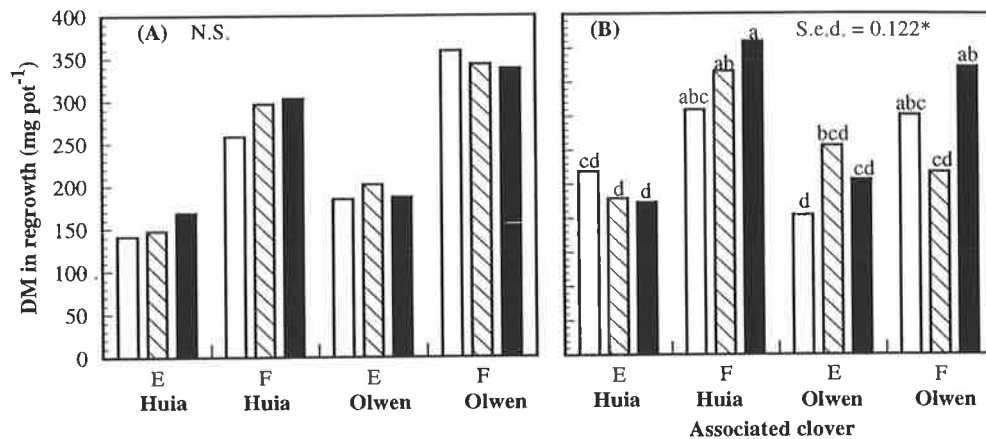 (A) N.S.
(B) S.e.d. = 0.122*
DM in regrowth (mg pot⁻¹)
400
350
300
250
200
150
100
50
0
cd d d
abc ab a
d bcd cd
abc cd ab
E F E F
Huia Huia Olwen Olwen
E F E F
Huia Huia Olwen Olwen
Associated clover